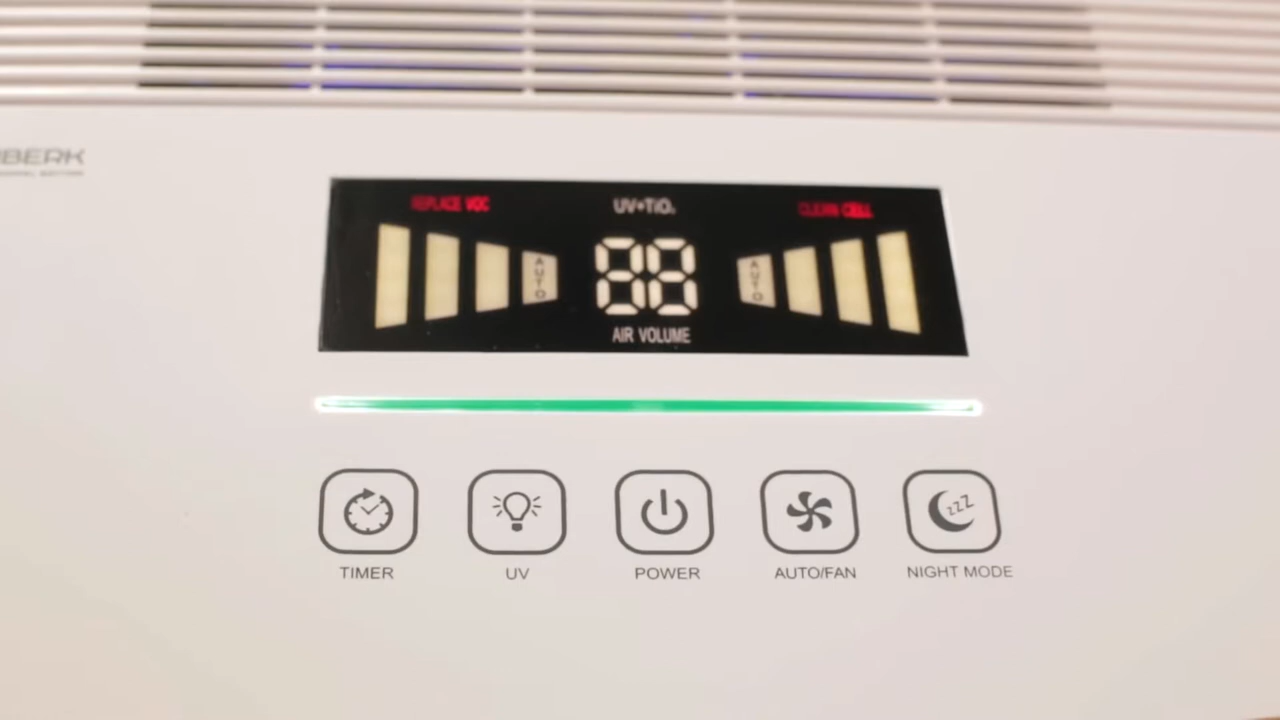 BERK
REPLACE VOC
UV+TiO₂
CLEAN CELL
AUTO
88
AUTO
AIR VOLUME
TIMER
UV
POWER
AUTO/FAN
NIGHT MODE
zzz